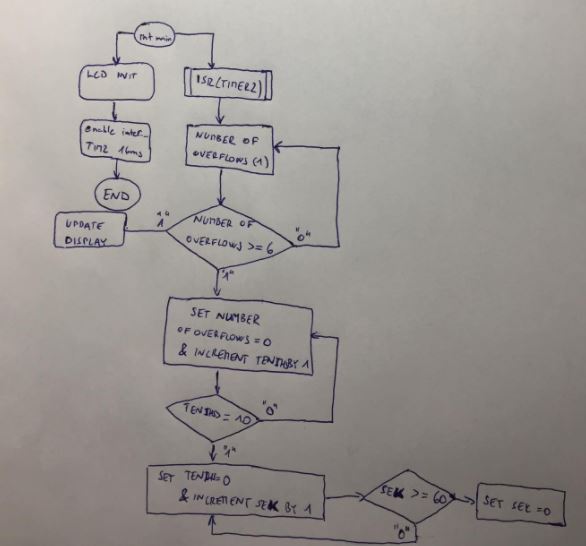 int main
LCD INIT
enable inter...
TIM2 16ms
END
ISR(TIMER2)
NUMBER OF
OVERFLOWS (1)
NUMBER OF
OVERFLOWS >= 6
"1"
"0"
UPDATE
DISPLAY
"1"
SET NUMBER
OF OVERFLOWS = 0
& INCREMENT TENTHS BY 1
TENTHS = 10
"0"
"1"
SET TENTHS = 0
& INCREMENT SEK BY 1
SEK >= 60
"0"
SET SEK = 0